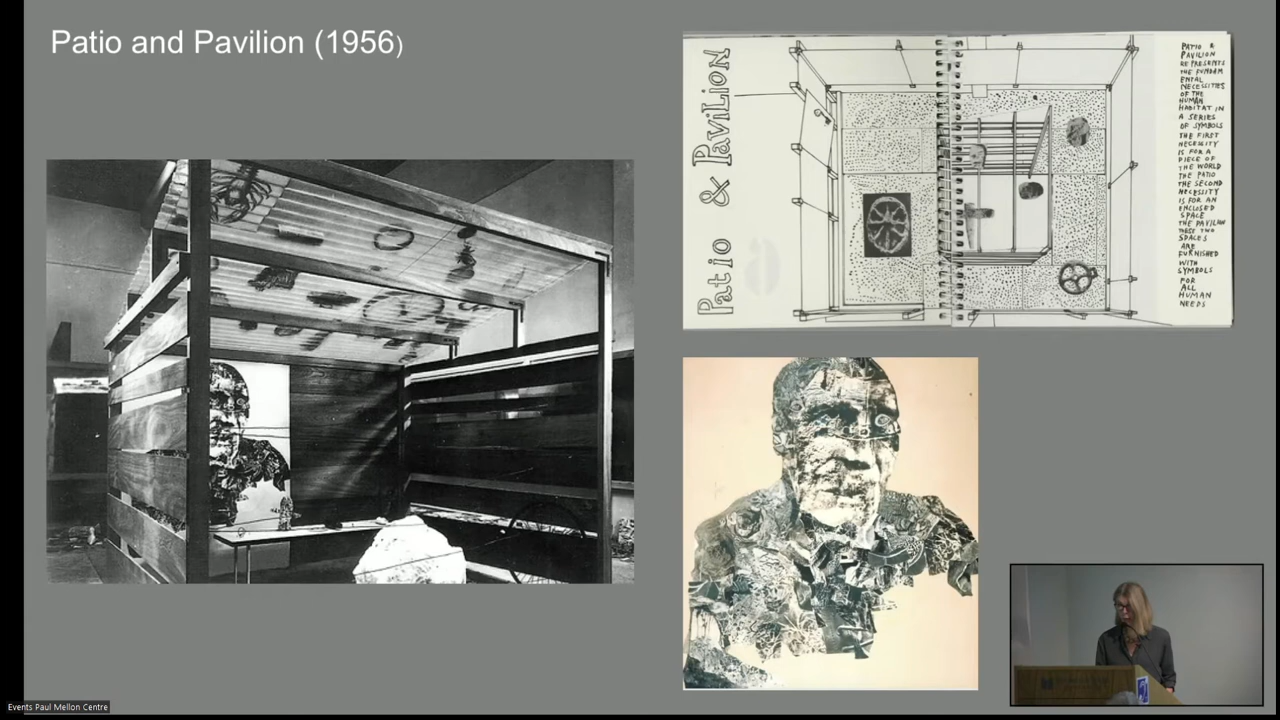 Patio and Pavilion (1956)
Patio & PaviLiON
PATIO &
PAVILION
REPRESENTS
THE FUNDAM
ENTAL
NECESSITIES
OF THE
HUMAN
HABITAT IN
A SERIES
OF SYMBOLS
THE FIRST
NECESSITY
IS FOR A
PIECE OF
THE WORLD
THE PATIO
THE SECOND
NECESSITY
IS FOR AN
ENCLOSED
SPACE
THE PAVILION
THESE TWO
SPACES
ARE
FURNISHED
WITH
SYMBOLS
FOR
ALL
HUMAN
NEEDS
Events Paul Mellon Centre